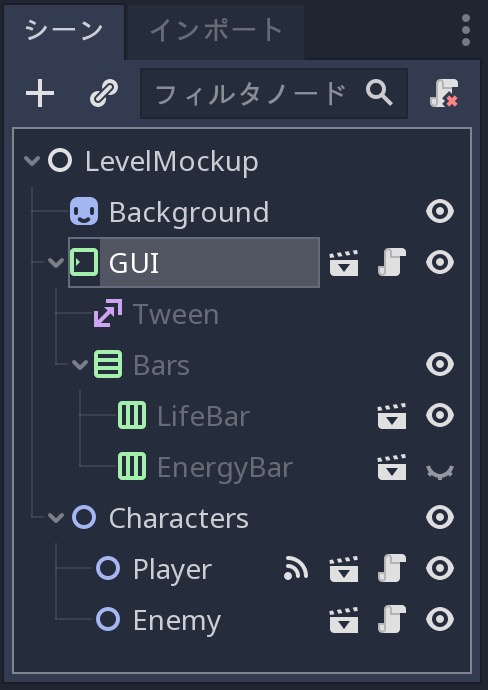 シーン インポート
フィルタノード
LevelMockup
Background
GUI
Tween
Bars
LifeBar
EnergyBar
Characters
Player
Enemy